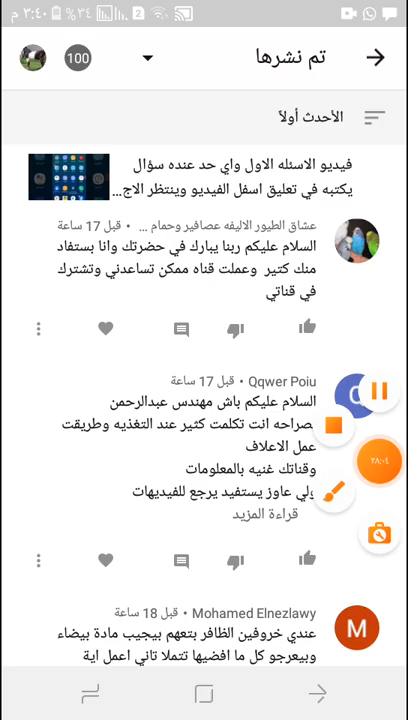 ٣:٤٠ م ٣٤%
تم نشرها
100
الأحدث أولاً
فيديو الاسئله الاول واي حد عنده سؤال
يكتبه في تعليق اسفل الفيديو وينتظر الاج...
عشاق الطيور الاليفه عصافير وحمام ... • قبل 17 ساعة
السلام عليكم ربنا يبارك في حضرتك وانا بستفاد
منك كتير وعملت قناه ممكن تساعدني وتشترك
في قناتي
Qqwer Poiu • قبل 17 ساعة
السلام عليكم باش مهندس عبدالرحمن
بصراحه انت تكلمت كثير عند التغذيه وطريقت
عمل الاعلاف
وقناتك غنيه بالمعلومات
ولي عاوز يستفيد يرجع للفيديهات
قراءة المزيد
٢٨:٠٤
M
Mohamed Elnezlawy • قبل 18 ساعة
عندي خروفين الظافر بتعهم بيجيب مادة بيضاء
وبيعرجو كل ما افضيها تتملا تاني اعمل اية